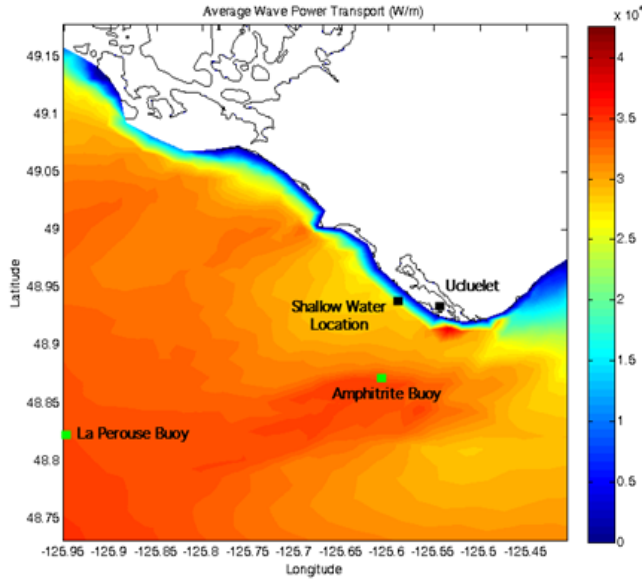 Average Wave Power Transport (W/m)
x 10⁴
49.15
49.1
49.05
49
48.95
48.9
48.85
48.8
48.75
Latitude
Ucluelet
Shallow Water
Location
Amphitrite Buoy
La Perouse Buoy
4
3.5
3
2.5
2
1.5
1
0.5
0
-125.95 -125.9 -125.85 -125.8 -125.75 -125.7 -125.65 -125.6 -125.55 -125.5 -125.45
Longitude